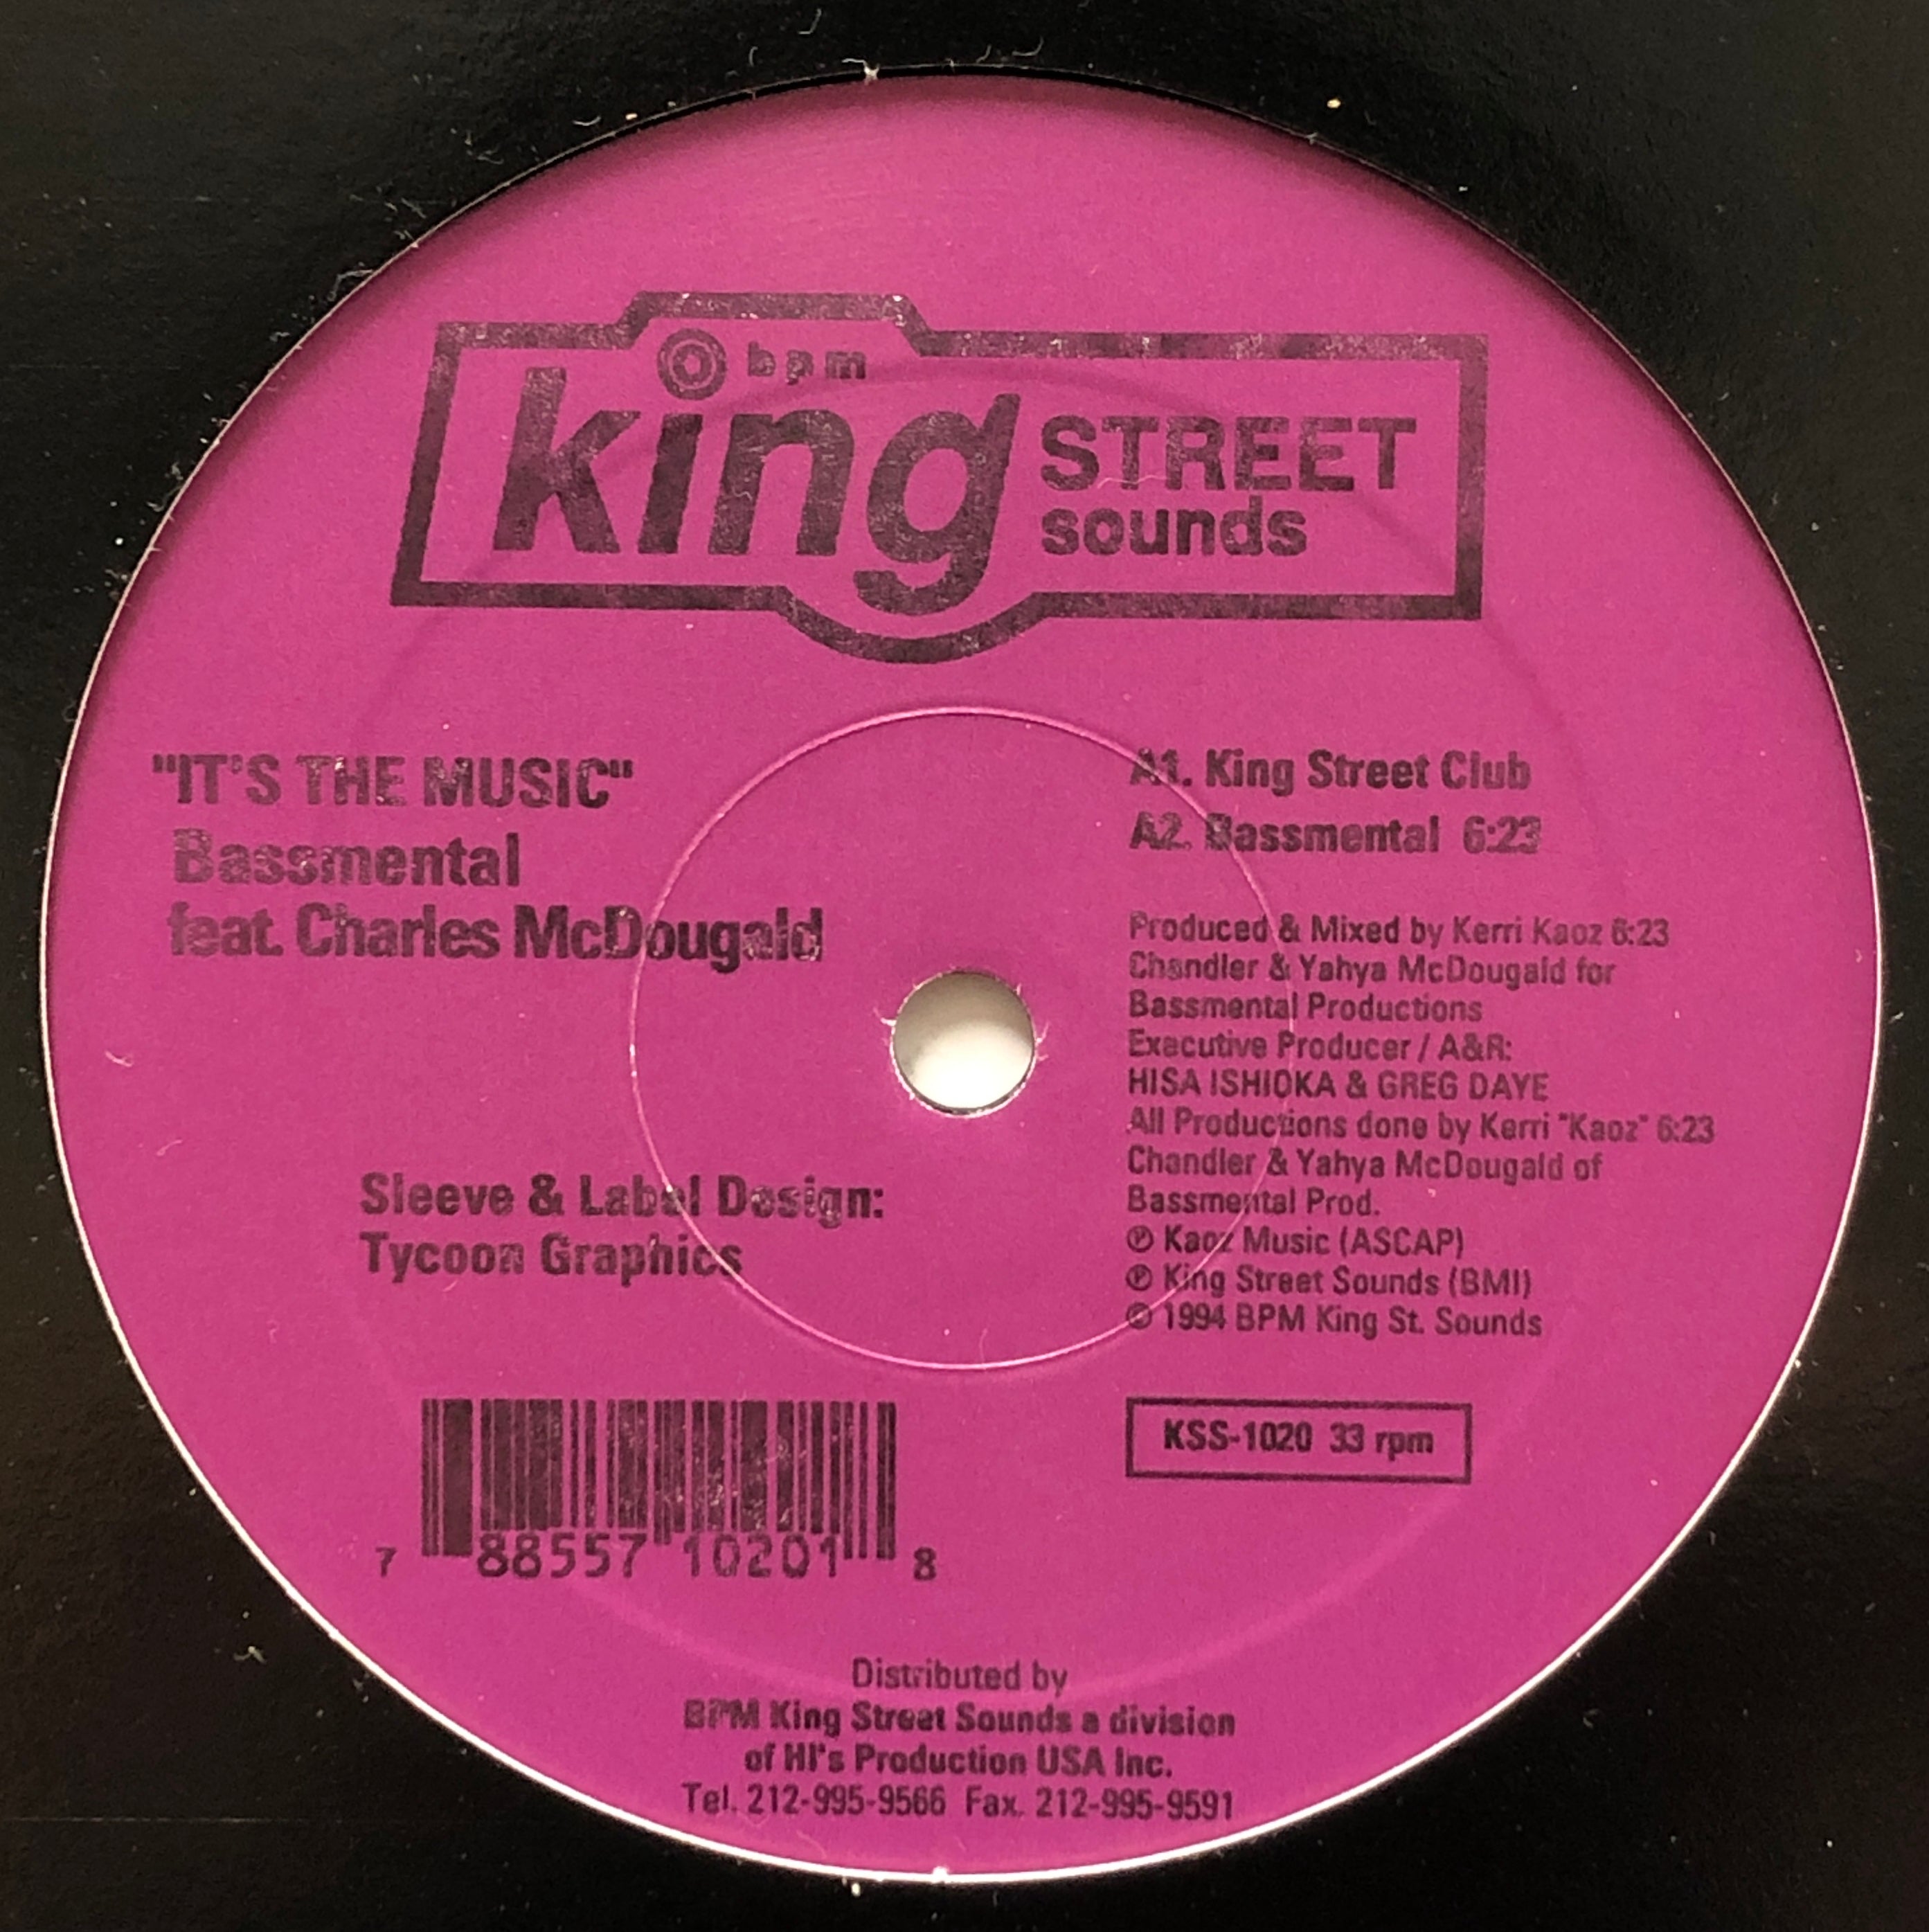 bpm
king STREET
sounds
"IT'S THE MUSIC"
Bassmental
feat. Charles McDougald
A1. King Street Club
A2. Bassmental 6:23
Produced & Mixed by Kerri Kaoz 6:23
Chandler & Yahya McDougald for
Bassmental Productions
Executive Producer / A&R:
HISA ISHIOKA & GREG DAYE
All Productions done by Kerri "Kaoz" 6:23
Chandler & Yahya McDougald of
Bassmental Prod.
℗ Kaoz Music (ASCAP)
℗ King Street Sounds (BMI)
© 1994 BPM King St. Sounds
Sleeve & Label Design:
Tycoon Graphics
KSS-1020 33 rpm
7 88557 10201 8
Distributed by
BPM King Street Sounds a division
of HI's Production USA Inc.
Tel. 212-995-9566 Fax. 212-995-9591